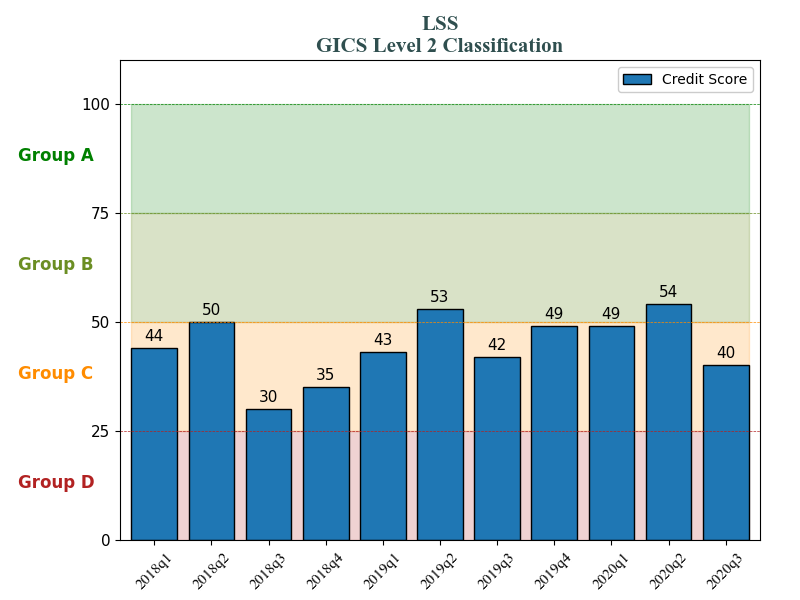 LSS
GICS Level 2 Classification
Credit Score
100
Group A
75
Group B
50
Group C
25
Group D
0
44
50
30
35
43
53
42
49
49
54
40
2018q1
2018q2
2018q3
2018q4
2019q1
2019q2
2019q3
2019q4
2020q1
2020q2
2020q3